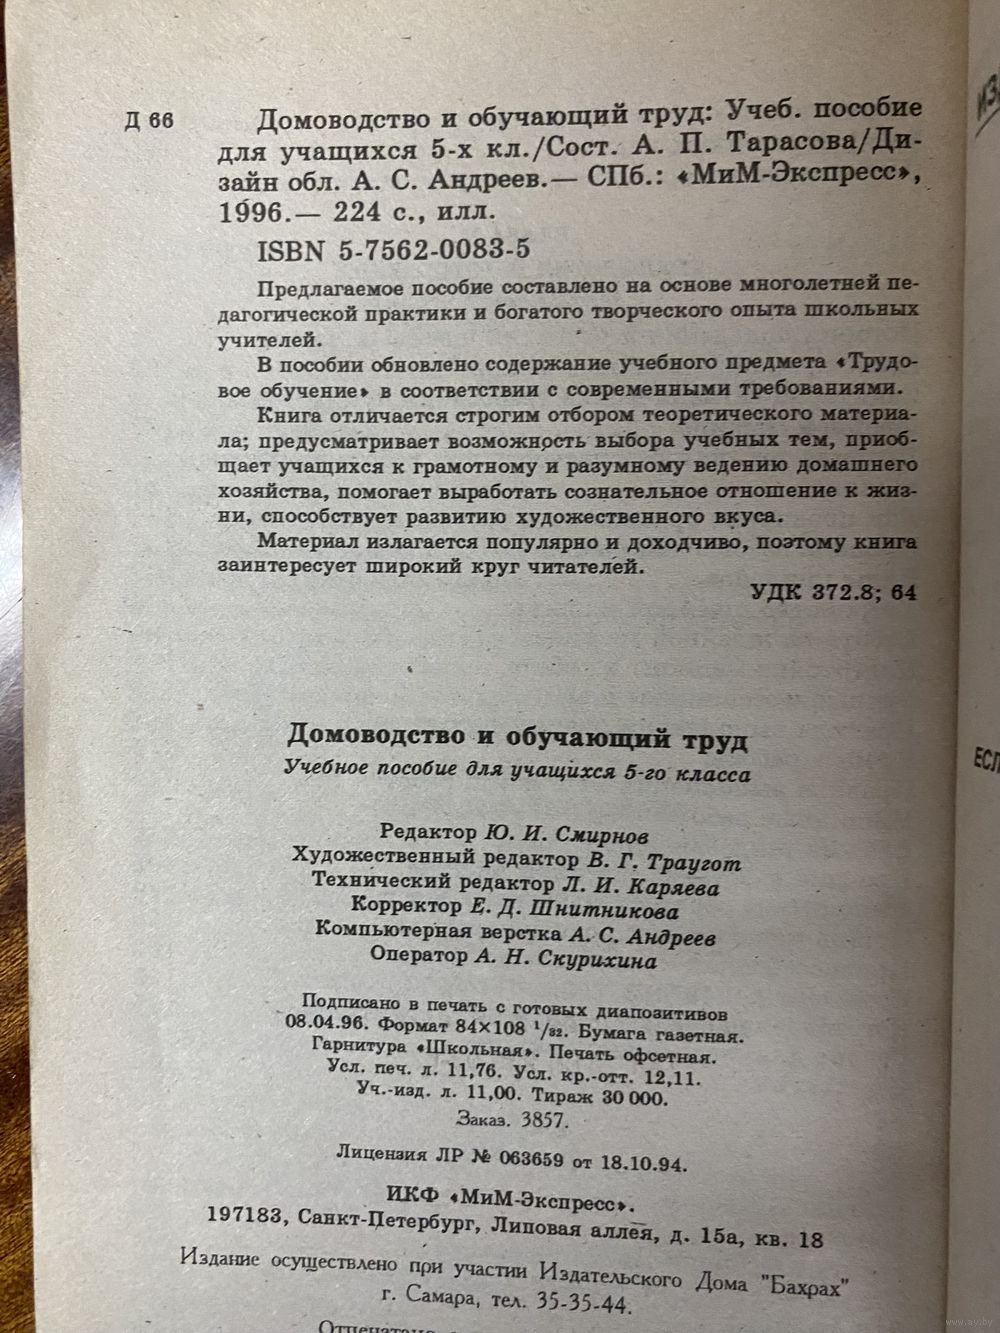 Д 66
Домоводство и обучающий труд: Учеб. пособие
для учащихся 5-х кл./Сост. А. П. Тарасова/Ди-
зайн обл. А. С. Андреев.— СПб.: «МиМ-Экспресс»,
1996.— 224 с., илл.
ISBN 5-7562-0083-5
Предлагаемое пособие составлено на основе многолетней пе-
дагогической практики и богатого творческого опыта школьных
учителей.
В пособии обновлено содержание учебного предмета «Трудо-
вое обучение» в соответствии с современными требованиями.
Книга отличается строгим отбором теоретического материа-
ла; предусматривает возможность выбора учебных тем, приоб-
щает учащихся к грамотному и разумному ведению домашнего
хозяйства, помогает выработать сознательное отношение к жиз-
ни, способствует развитию художественного вкуса.
Материал излагается популярно и доходчиво, поэтому книга
заинтересует широкий круг читателей.
УДК 372.8; 64
Домоводство и обучающий труд
Учебное пособие для учащихся 5-го класса
Редактор Ю. И. Смирнов
Художественный редактор В. Г. Траугот
Технический редактор Л. И. Каряева
Корректор Е. Д. Шнитникова
Компьютерная верстка А. С. Андреев
Оператор А. Н. Скурихина
Подписано в печать с готовых диапозитивов
08.04.96. Формат 84×108 1/32. Бумага газетная.
Гарнитура «Школьная». Печать офсетная.
Усл. печ. л. 11,76. Усл. кр.-отт. 12,11.
Уч.-изд. л. 11,00. Тираж 30 000.
Заказ. 3857.
Лицензия ЛР № 063659 от 18.10.94.
ИКФ «МиМ-Экспресс».
197183, Санкт-Петербург, Липовая аллея, д. 15а, кв. 18
Издание осуществлено при участии Издательского Дома "Бахрах"
г. Самара, тел. 35-35-44.
ИЗ
ЕСЛ
www.ay.by